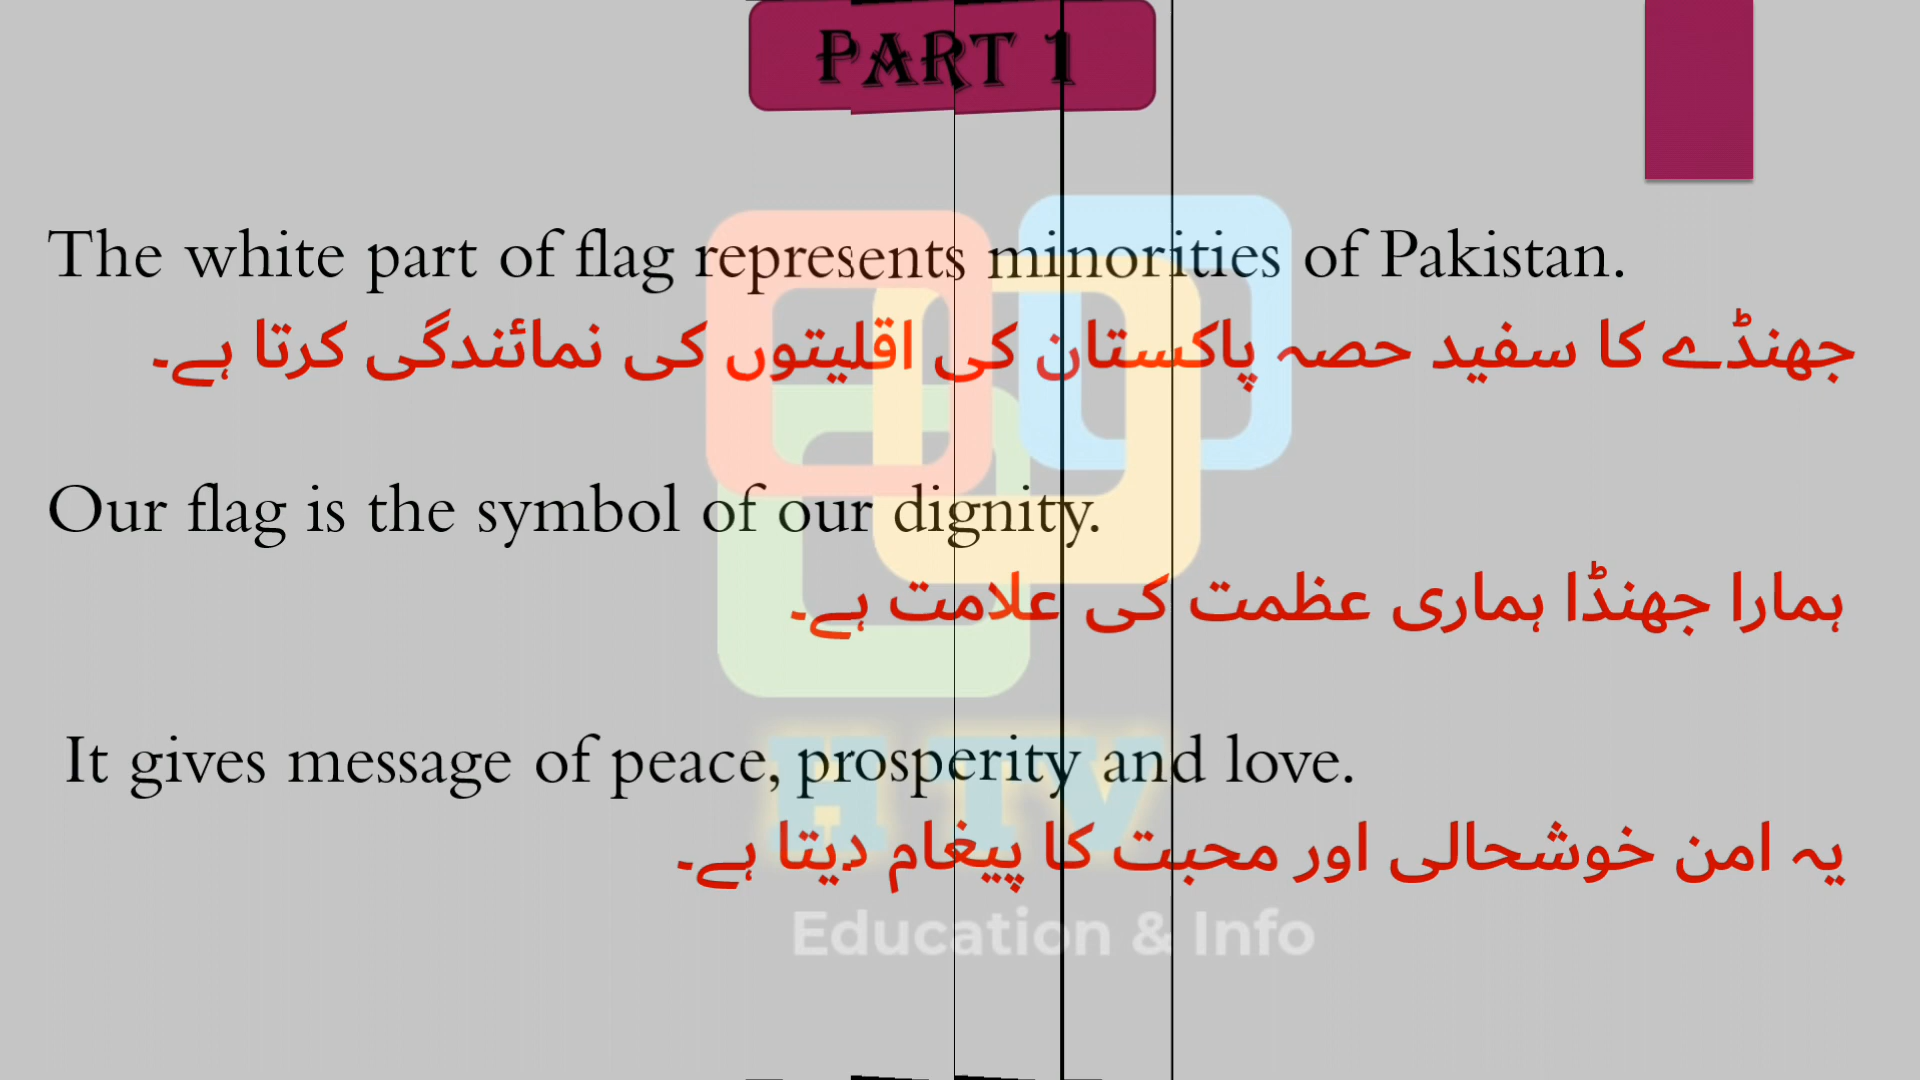 PART 1
The white part of flag represents minorities of Pakistan.
جھنڈے کا سفید حصہ پاکستان کی اقلیتوں کی نمائندگی کرتا ہے۔
Our flag is the symbol of our dignity.
ہمارا جھنڈا ہماری عظمت کی علامت ہے۔
It gives message of peace, prosperity and love.
یہ امن خوشحالی اور محبت کا پیغام دیتا ہے۔
H TV
Education & Info